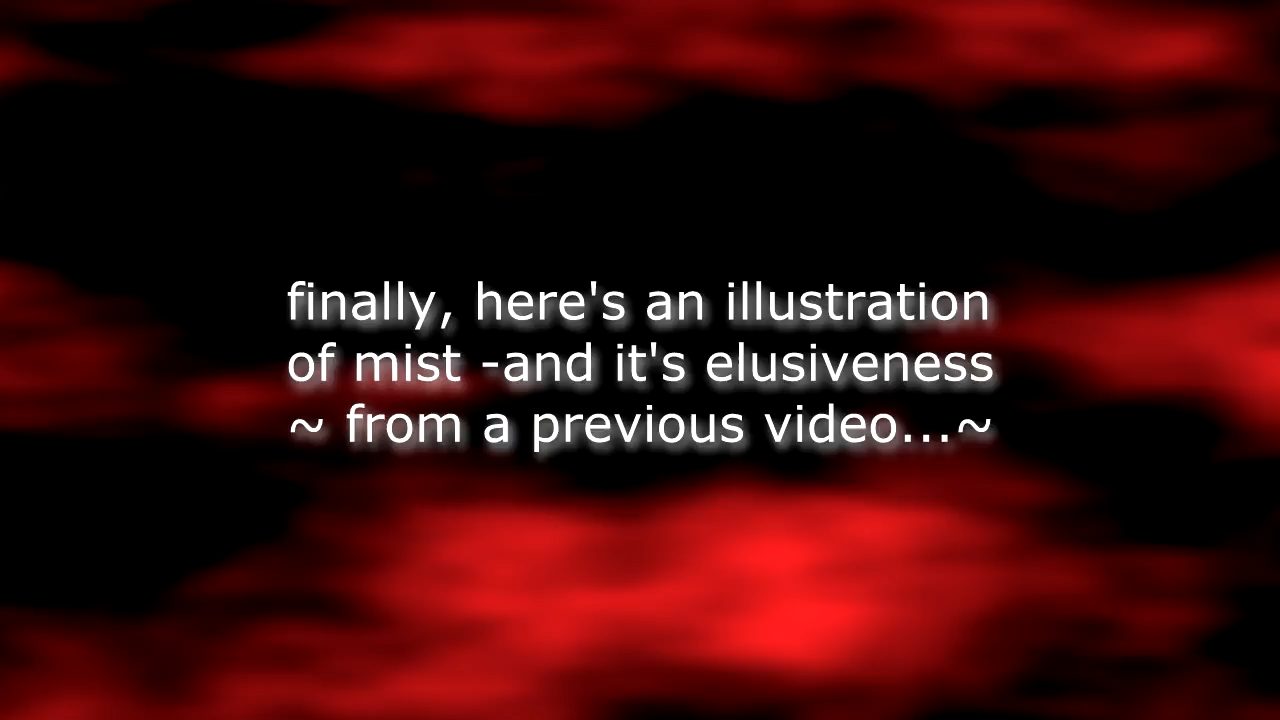 finally, here's an illustration
of mist -and it's elusiveness
~ from a previous video...~